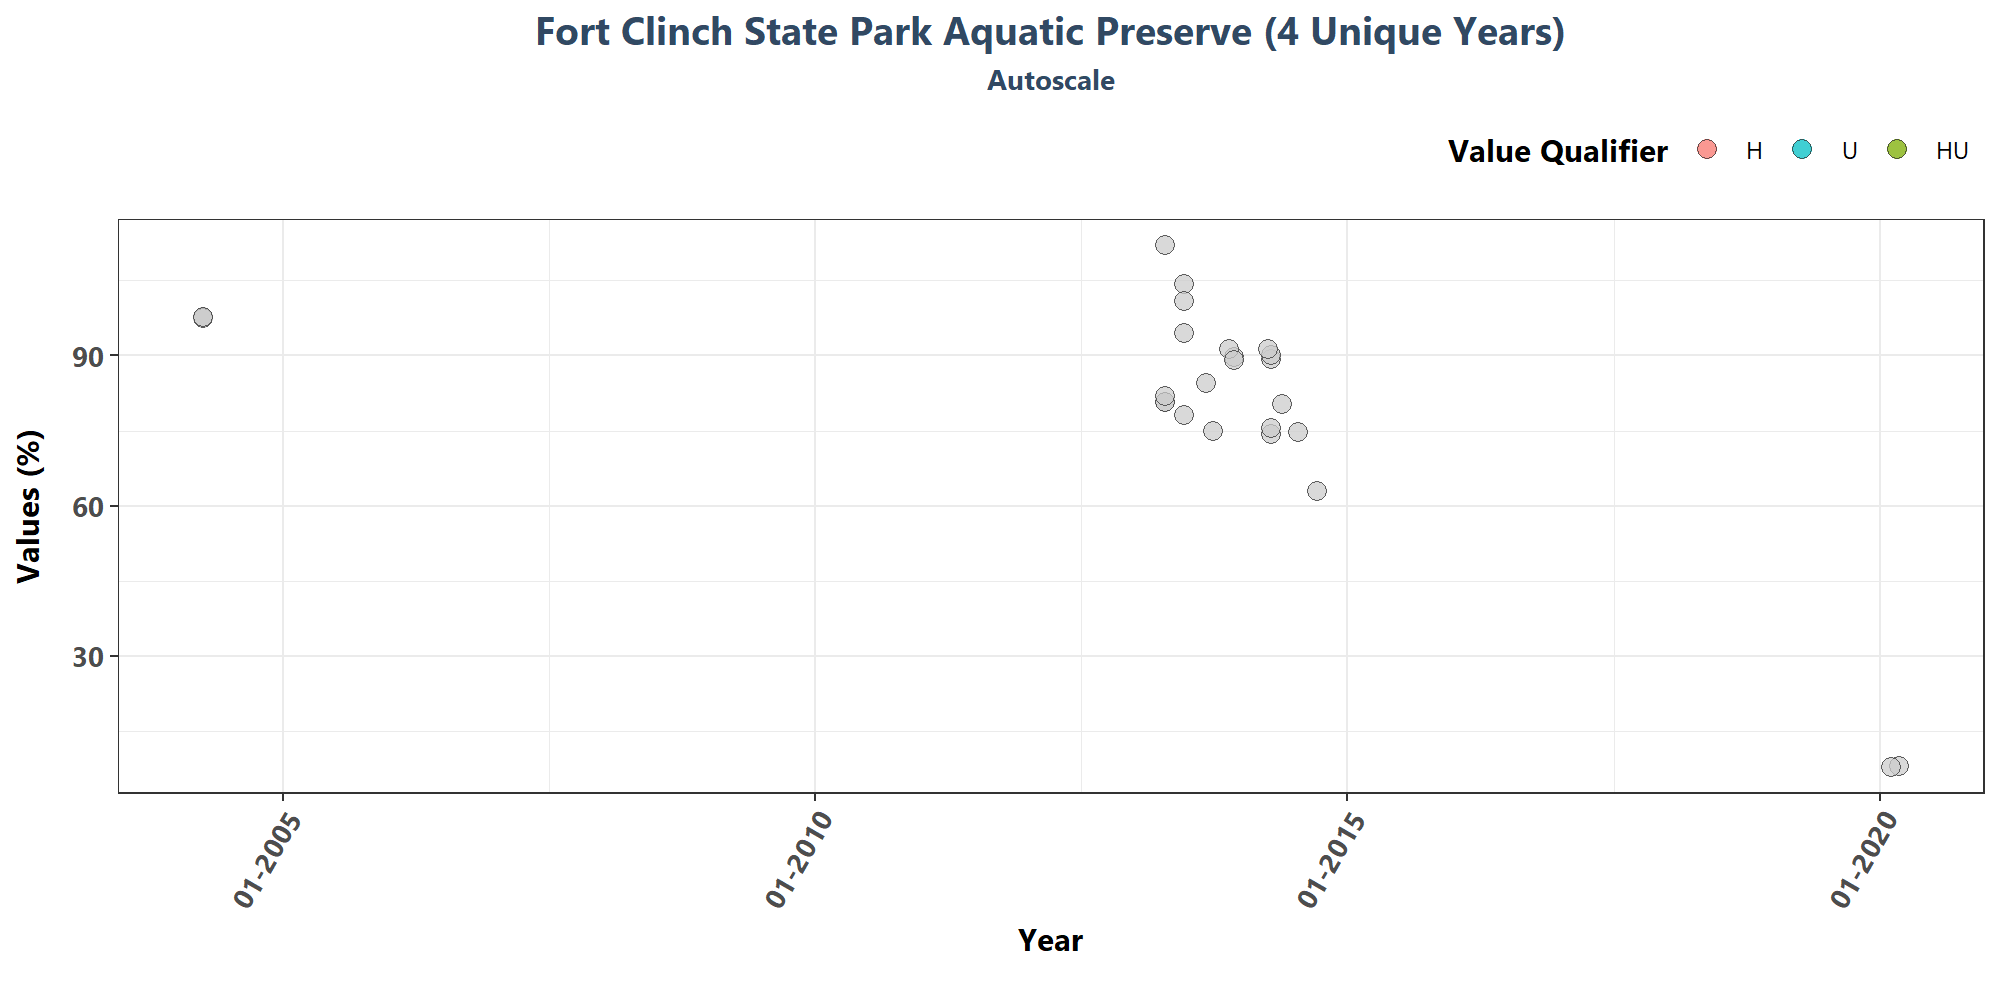 Fort Clinch State Park Aquatic Preserve (4 Unique Years)
Autoscale
Value Qualifier H U HU
Values (%)
90
60
30
01-2005 01-2010 01-2015 01-2020
Year